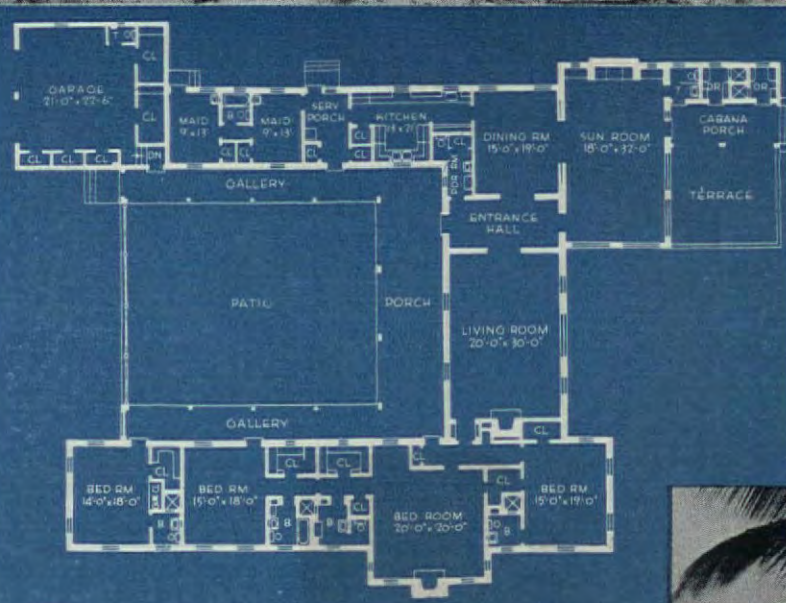 T
CL
GARAGE
21'-0" x 22'-6"
CL
CL
CL
CL
DN
MAID
9' x 13'
B
MAID
9' x 13'
CL
CL
SERV
PORCH
CL
CL
CL
KITCHEN
13' x 21'
DINING RM
15'-0" x 19'-0"
PDR RM
SUN ROOM
18'-0" x 32'-0"
T
DR
DR
CABANA
PORCH
TERRACE
GALLERY
ENTRANCE
HALL
PATIO
PORCH
LIVING ROOM
20'-0" x 30'-0"
GALLERY
BED RM
14'-0" x 18'-0"
CL
B
BED RM
15'-0" x 18'-0"
CL
CL
B
B
CL
CL
BED ROOM
20'-0" x 20'-0"
CL
CL
B
BED RM
15'-0" x 19'-0"